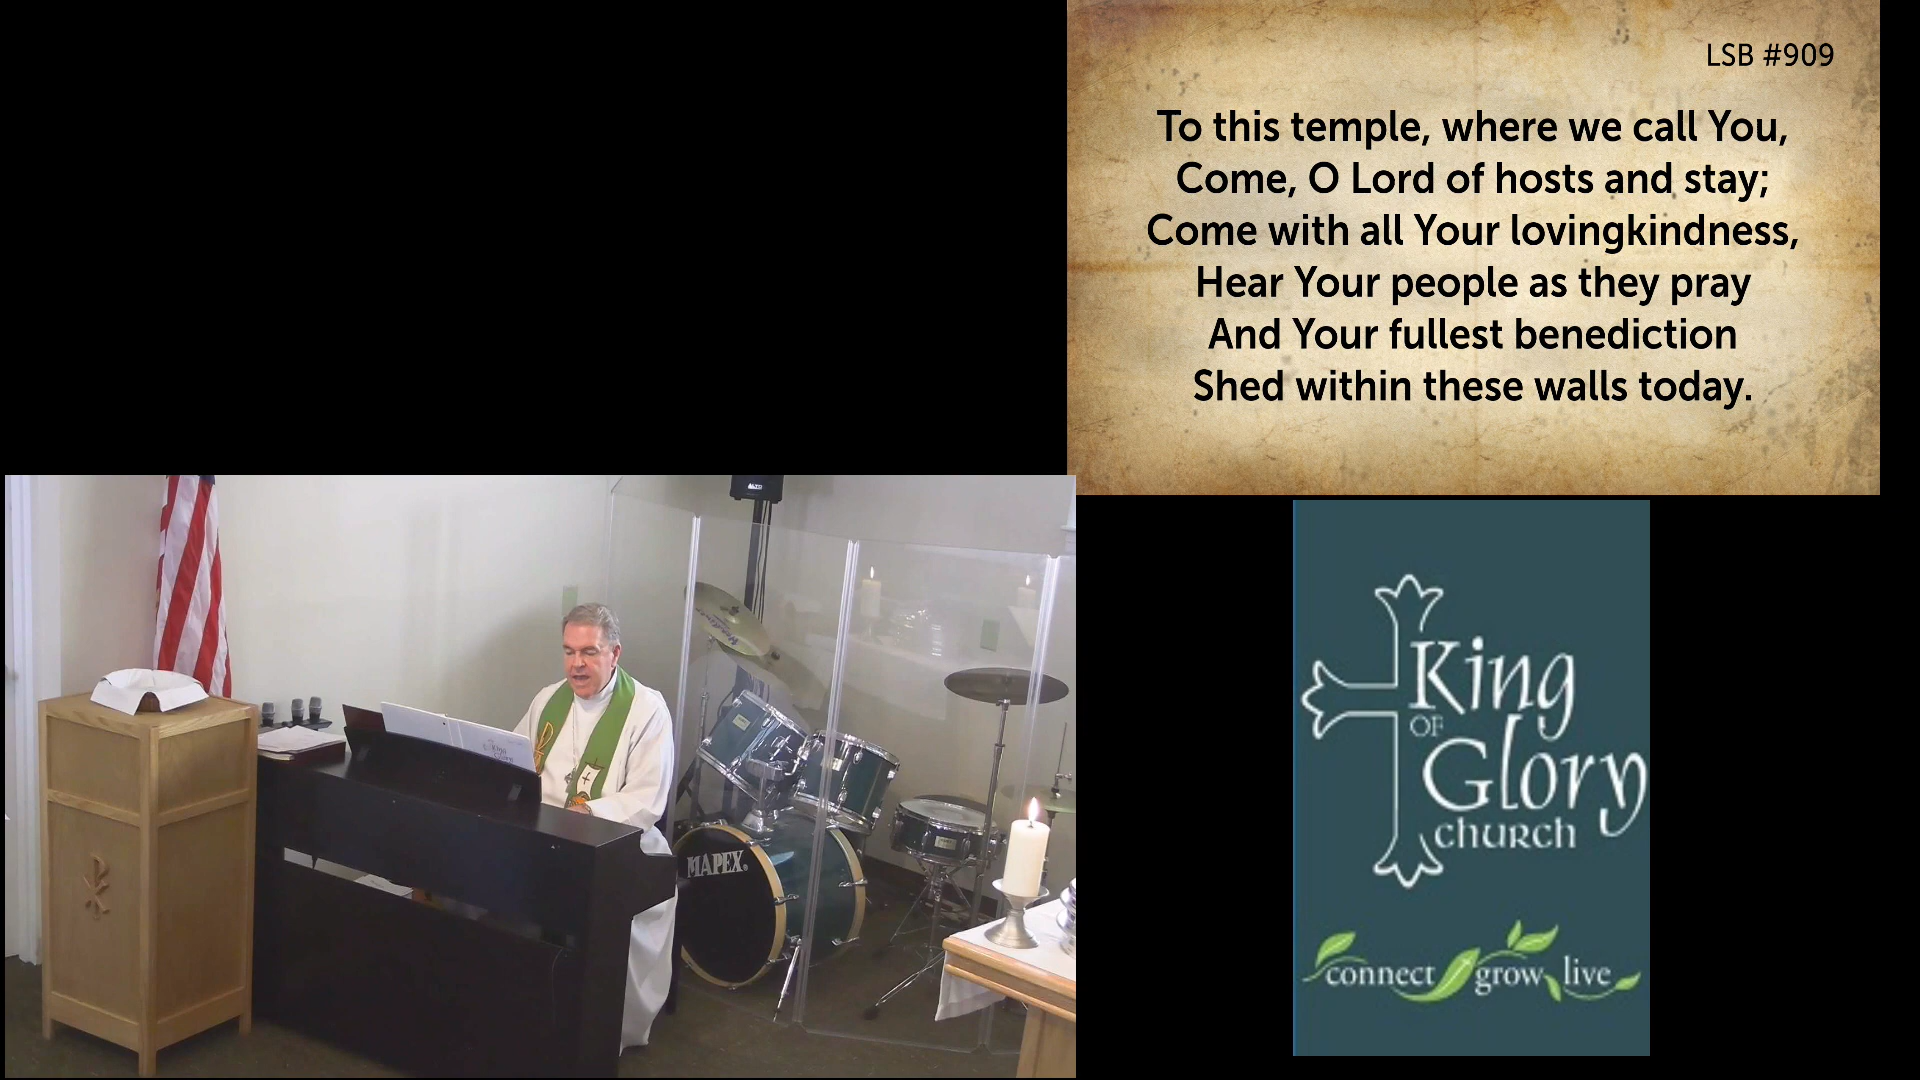 LSB #909
To this temple, where we call You,
Come, O Lord of hosts and stay;
Come with all Your lovingkindness,
Hear Your people as they pray
And Your fullest benediction
Shed within these walls today.
King
OF
Glory
church
connect grow live
MAPEX
King
Glory